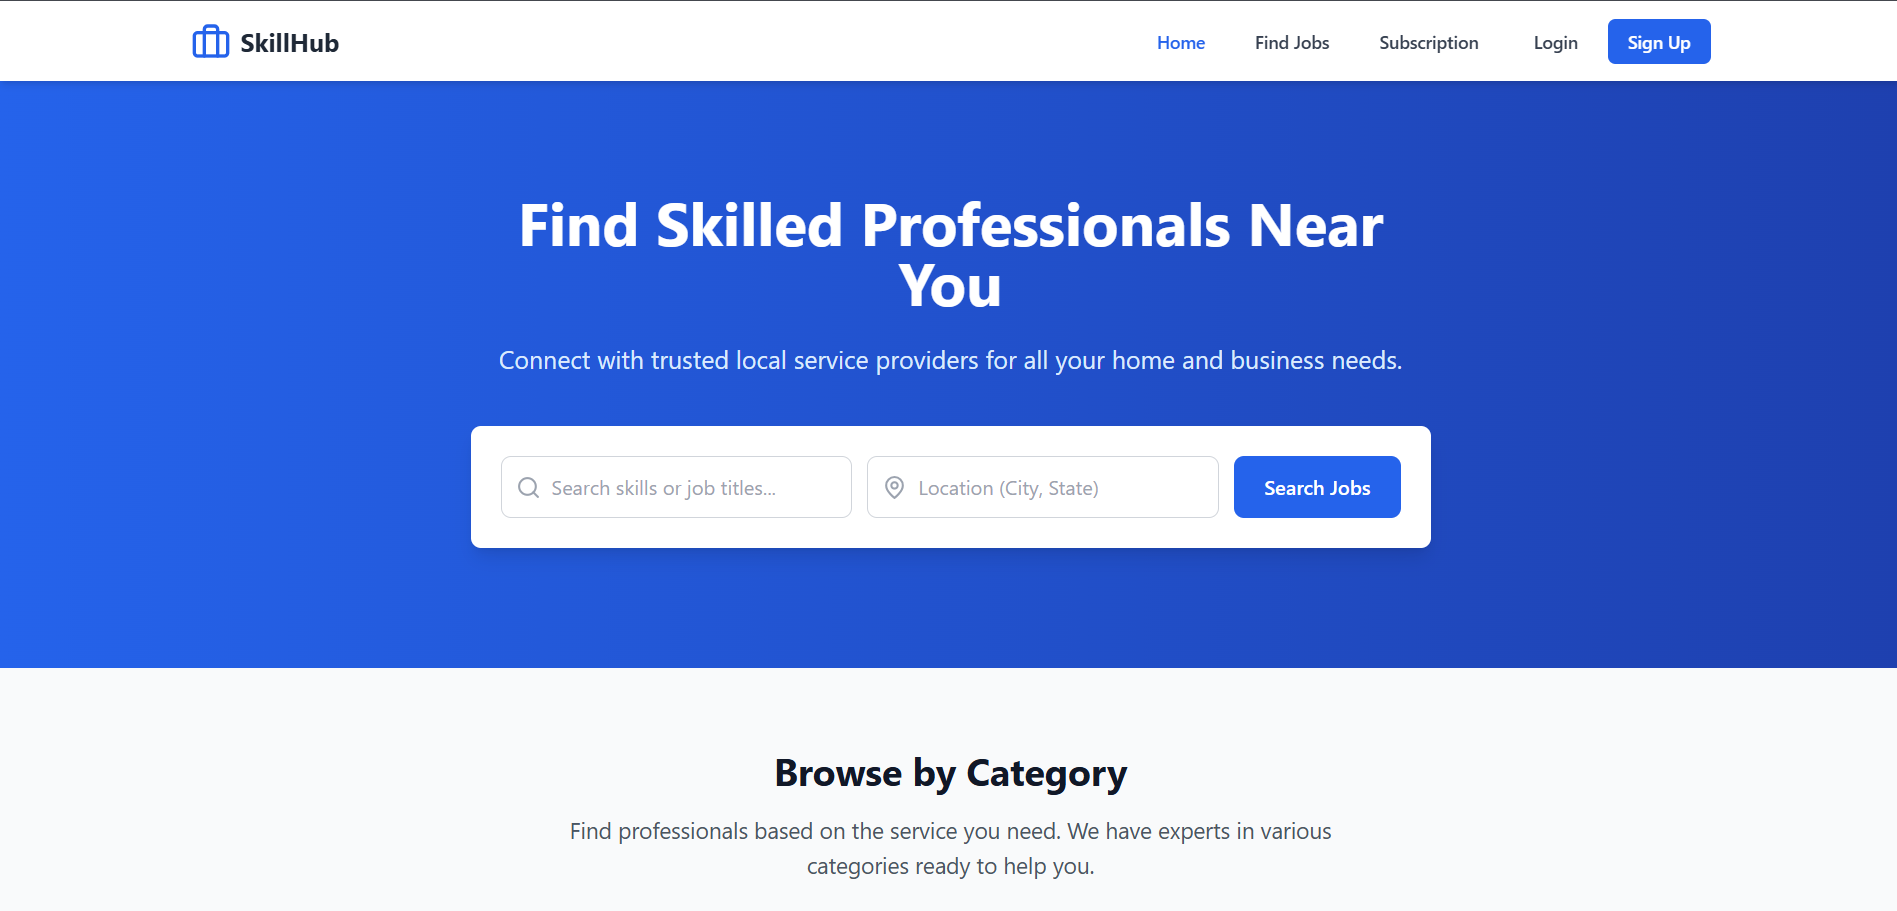 SkillHub
Home
Find Jobs
Subscription
Login
Sign Up
Find Skilled Professionals Near
You
Connect with trusted local service providers for all your home and business needs.
Search skills or job titles...
Location (City, State)
Search Jobs
Browse by Category
Find professionals based on the service you need. We have experts in various
categories ready to help you.